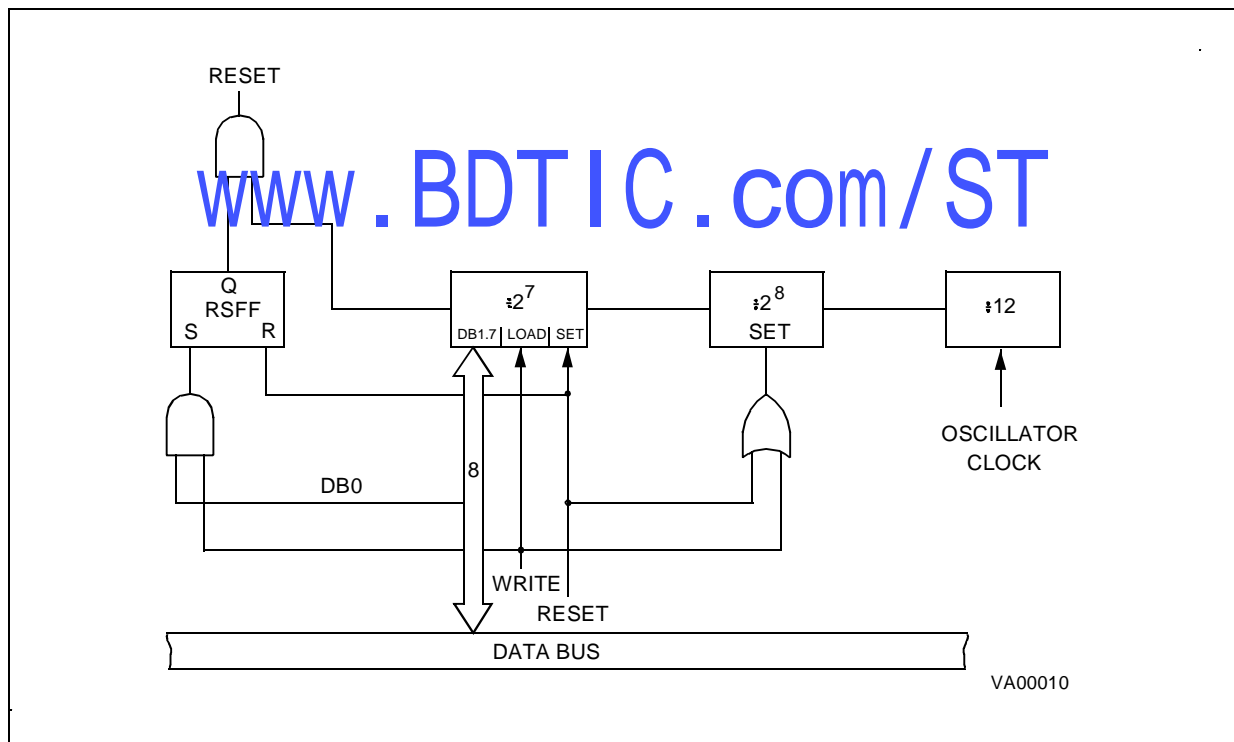 RESET
www.BDTIC.com/ST
Q
RSFF
S R
÷2⁷
DB1.7 LOAD SET
÷2⁸
SET
÷12
OSCILLATOR
CLOCK
8
DB0
WRITE
RESET
DATA BUS
VA00010